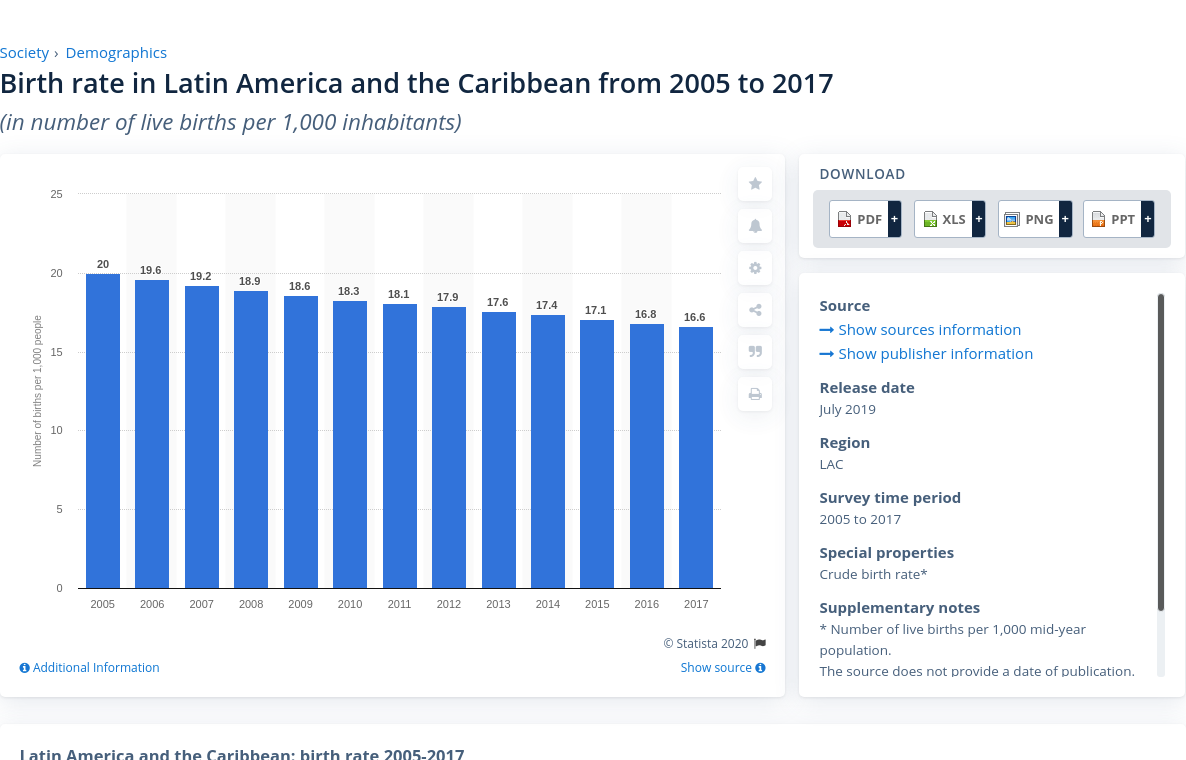 Society › Demographics
Birth rate in Latin America and the Caribbean from 2005 to 2017
(in number of live births per 1,000 inhabitants)
25
20
15
10
5
0
Number of births per 1,000 people
20
19.6
19.2
18.9
18.6
18.3
18.1
17.9
17.6
17.4
17.1
16.8
16.6
2005 2006 2007 2008 2009 2010 2011 2012 2013 2014 2015 2016 2017
© Statista 2020
Additional Information
Show source
DOWNLOAD
PDF + XLS + PNG + PPT +
Source
Show sources information
Show publisher information
Release date
July 2019
Region
LAC
Survey time period
2005 to 2017
Special properties
Crude birth rate*
Supplementary notes
* Number of live births per 1,000 mid-year
population.
The source does not provide a date of publication.
Latin America and the Caribbean: birth rate 2005-2017